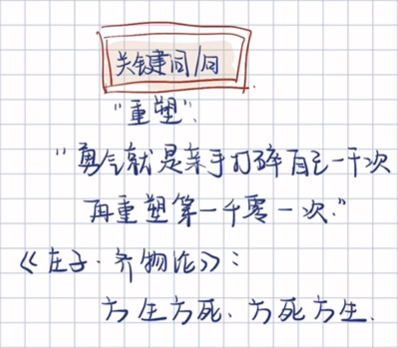 关键词/句
"重塑".
"勇气就是亲手打碎自己一千次
再重塑第一千零一次."
《庄子·齐物论》:
方生方死、方死方生.